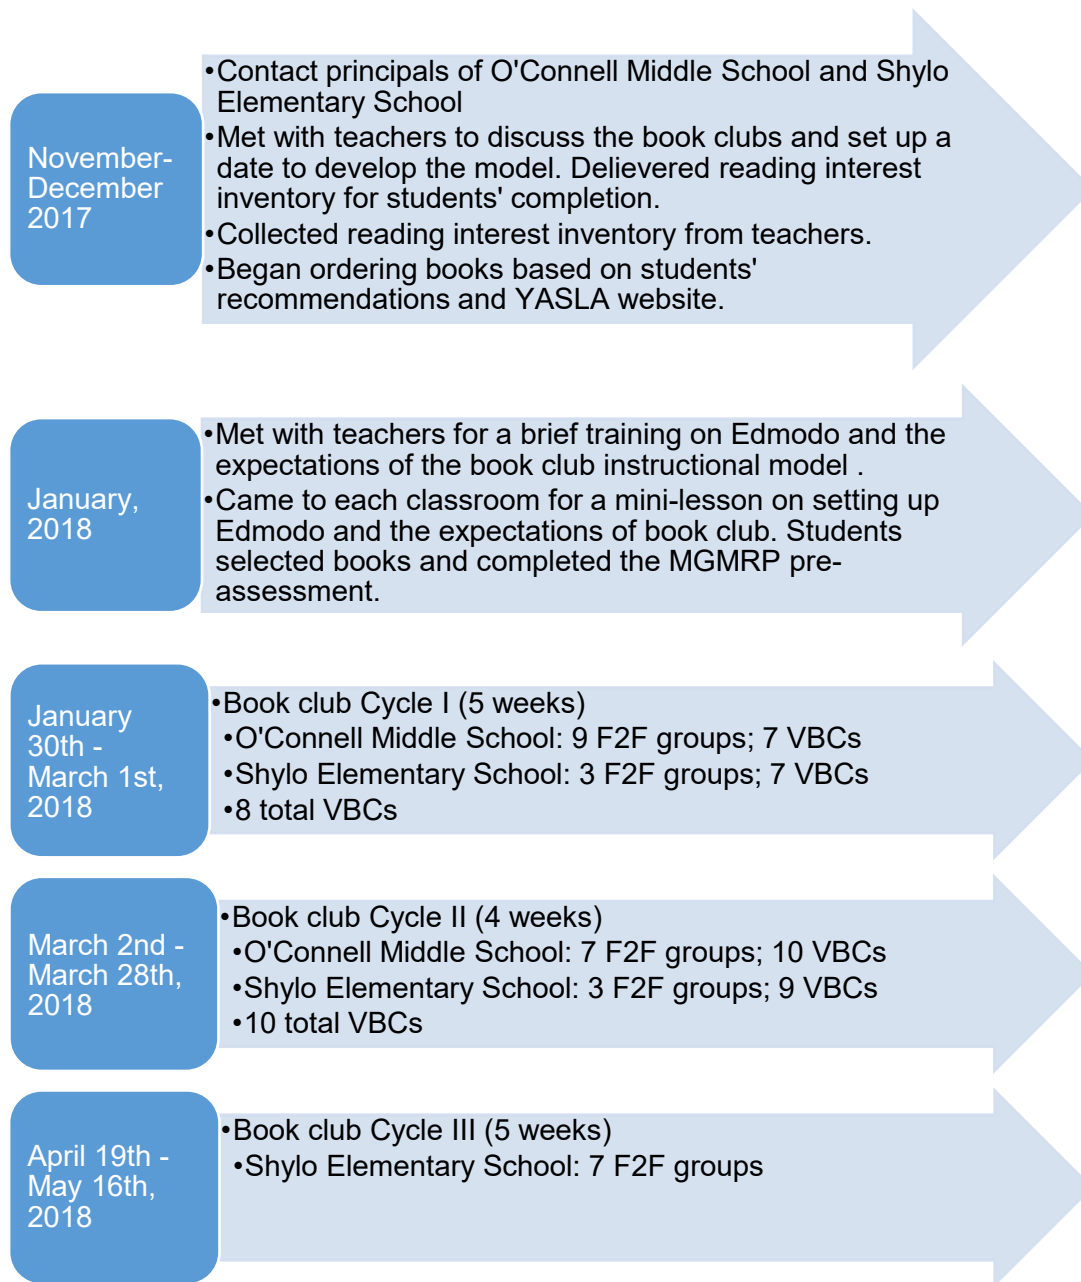 November-
December
2017
•Contact principals of O'Connell Middle School and Shylo
Elementary School
•Met with teachers to discuss the book clubs and set up a
date to develop the model. Delievered reading interest
inventory for students' completion.
•Collected reading interest inventory from teachers.
•Began ordering books based on students'
recommendations and YASLA website.
January,
2018
•Met with teachers for a brief training on Edmodo and the
expectations of the book club instructional model .
•Came to each classroom for a mini-lesson on setting up
Edmodo and the expectations of book club. Students
selected books and completed the MGMRP pre-
assessment.
January
30th -
March 1st,
2018
•Book club Cycle I (5 weeks)
•O'Connell Middle School: 9 F2F groups; 7 VBCs
•Shylo Elementary School: 3 F2F groups; 7 VBCs
•8 total VBCs
March 2nd -
March 28th,
2018
•Book club Cycle II (4 weeks)
•O'Connell Middle School: 7 F2F groups; 10 VBCs
•Shylo Elementary School: 3 F2F groups; 9 VBCs
•10 total VBCs
April 19th -
May 16th,
2018
•Book club Cycle III (5 weeks)
•Shylo Elementary School: 7 F2F groups